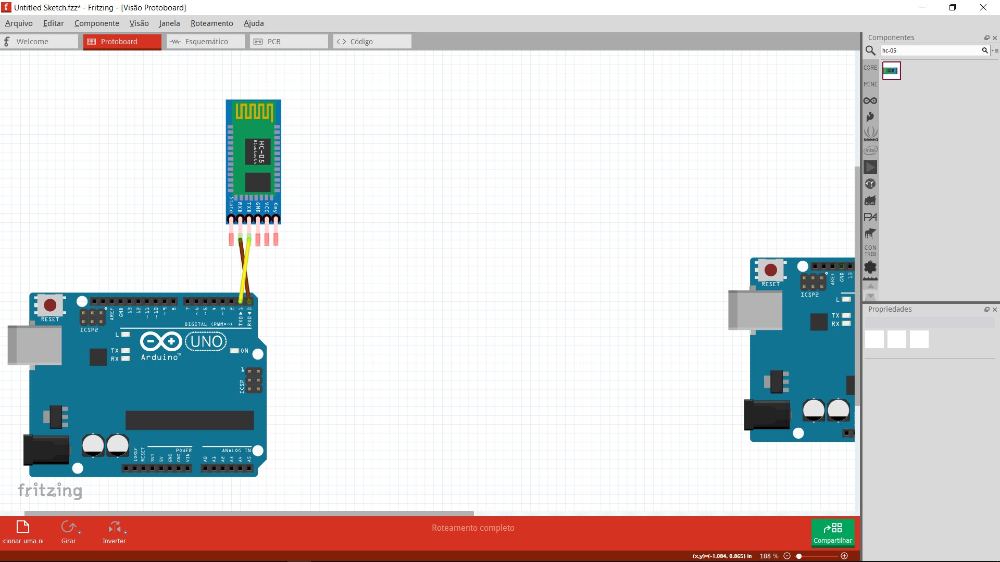 Untitled Sketch.fzz* - Fritzing - [Visão Protoboard]
Arquivo Editar Componente Visão Janela Roteamento Ajuda
Welcome Protoboard Esquemático PCB Código
Componentes
hc-05
CORE
MINE
seeed
intel
PA
CON
TRIB
Propriedades
HC-05
Bluetooth
State RXD TXD GND VCC Key
RESET
ICSP2
AREF GND 13 12 ~11 ~10 ~9 8 7 ~6 ~5 4 ~3 2 TX0 1 RX0 0
DIGITAL (PWM=~)
L
TX
RX
UNO
Arduino™
ON
1
ICSP
POWER
ANALOG IN
IOREF RESET 3V3 5V GND GND VIN A0 A1 A2 A3 A4 A5
RESET
ICSP2
AREF GND 13
L
TX
RX
fritzing
cionar uma n
Girar
Inverter
Roteamento completo
Compartilhar
(x,y)=(-1.084, 0.865) in 188 %